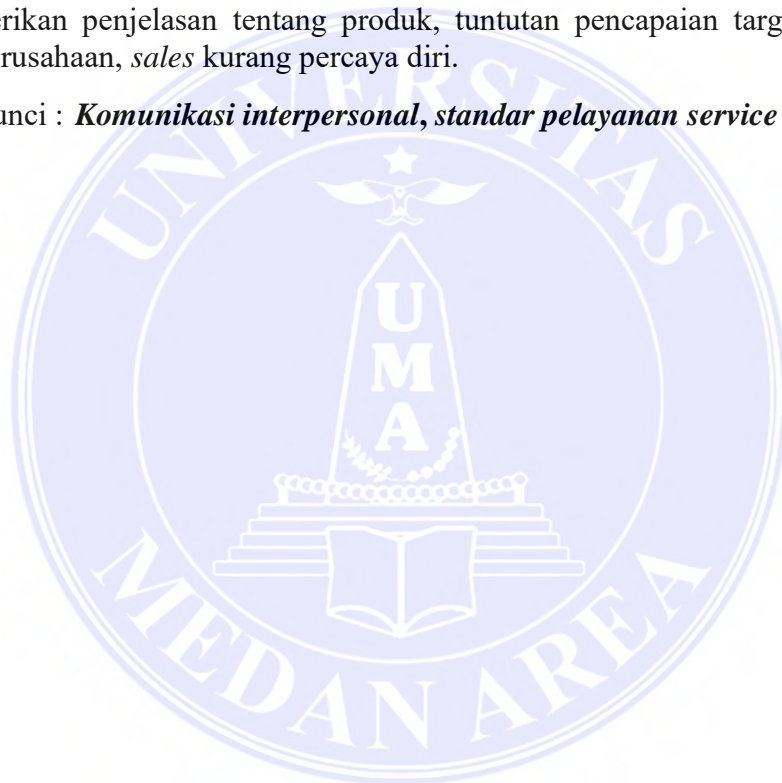 erikan penjelasan tentang produk, tuntutan pencapaian targ
rusahaan, sales kurang percaya diri.
unci : Komunikasi interpersonal, standar pelayanan service
UNIVERSITAS
UMA
MEDAN AREA